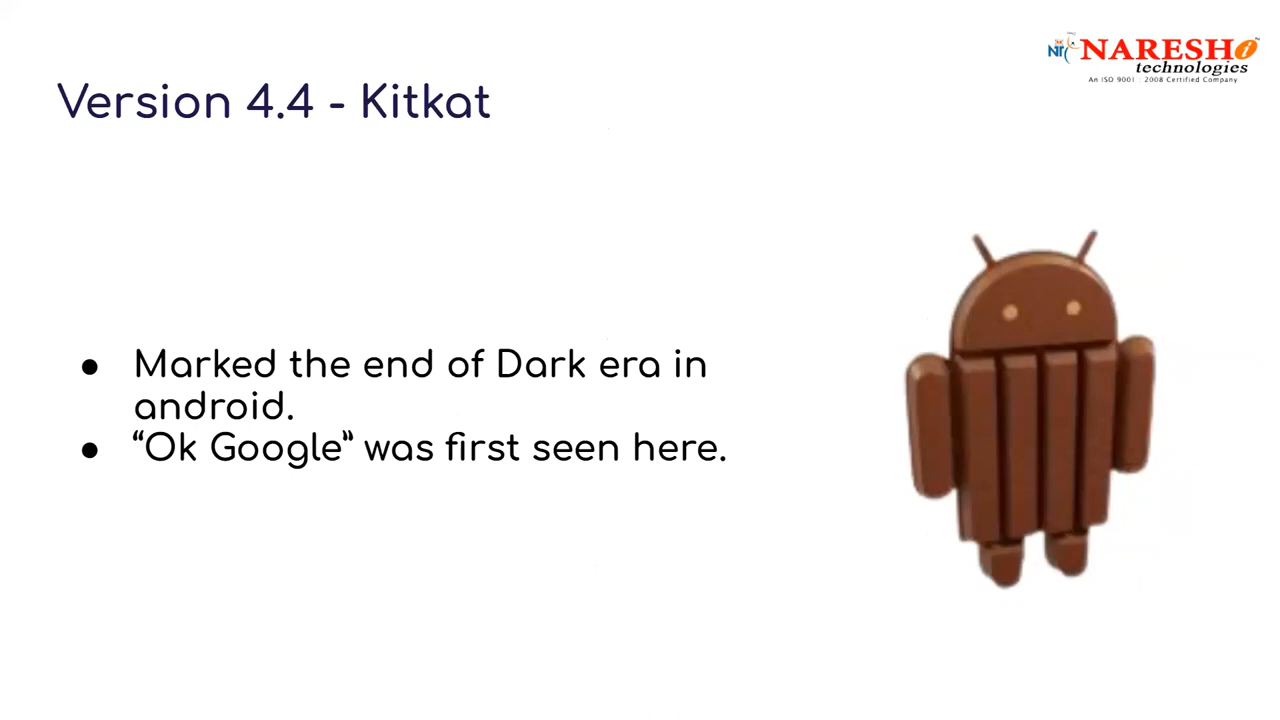 NARESH i
technologies
An ISO 9001 : 2008 Certified Company
Version 4.4 - Kitkat
● Marked the end of Dark era in
android.
● “Ok Google” was first seen here.